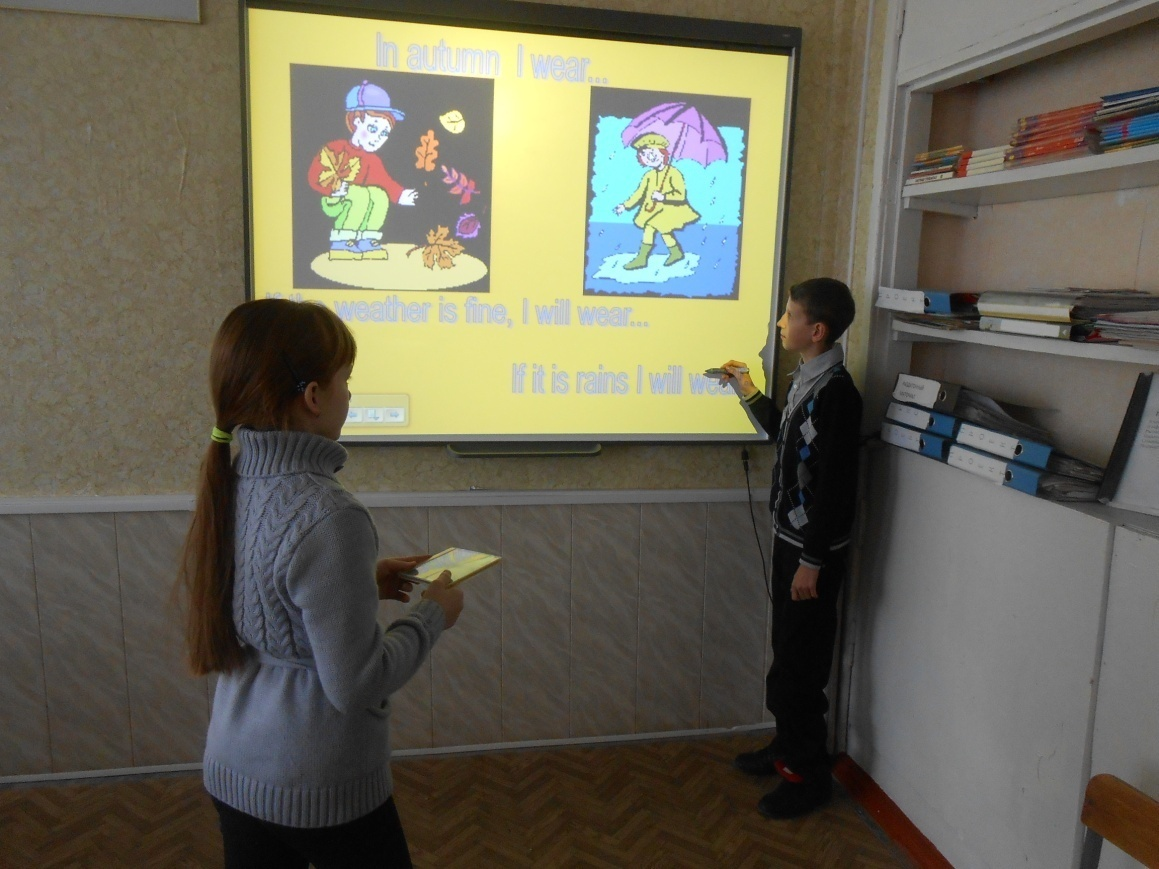 In autumn I wear...
weather is fine, I will wear...
If it is rains I will